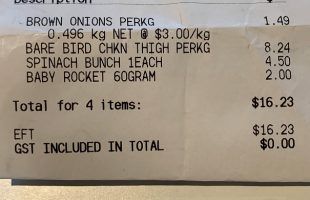 Description $
BROWN ONIONS PERKG 1.49
0.496 kg NET @ $3.00/kg
BARE BIRD CHKN THIGH PERKG 8.24
SPINACH BUNCH 1EACH 4.50
BABY ROCKET 60GRAM 2.00
Total for 4 items: $16.23
EFT $16.23
GST INCLUDED IN TOTAL $0.00